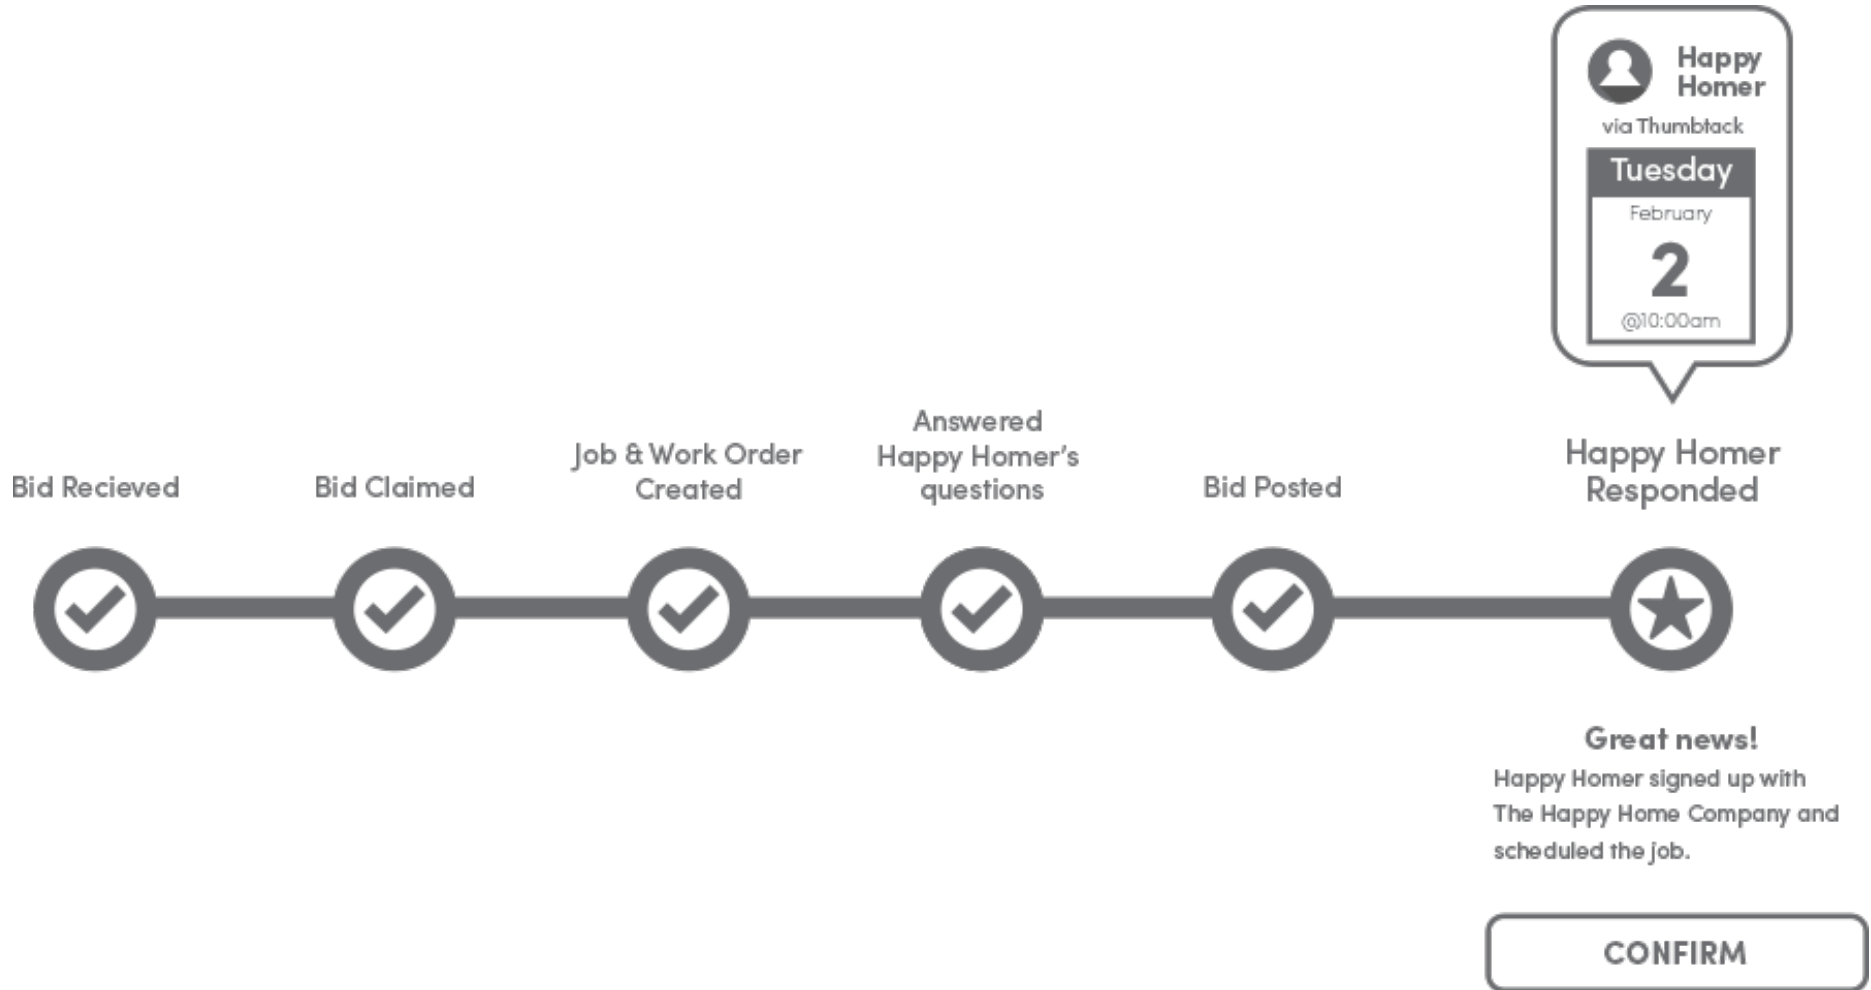 Happy
Homer
via Thumbtack
Tuesday
February
2
@10:00am
Bid Recieved
Bid Claimed
Job & Work Order
Created
Answered
Happy Homer's
questions
Bid Posted
Happy Homer
Responded
Great news!
Happy Homer signed up with
The Happy Home Company and
scheduled the job.
CONFIRM